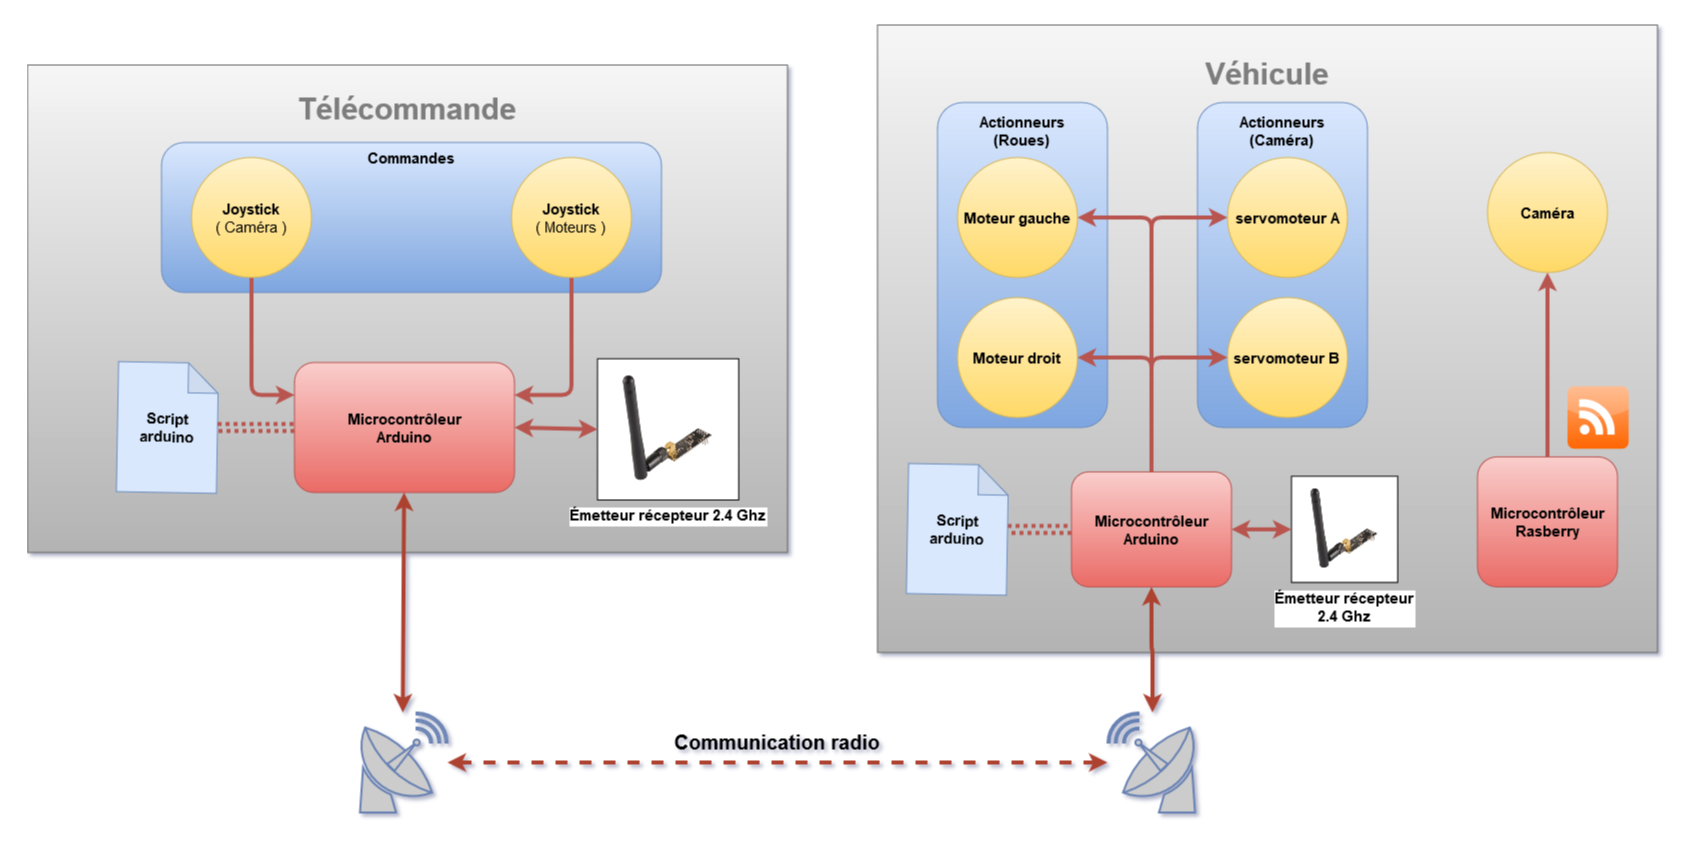 Télécommande
Commandes
Joystick
( Caméra )
Joystick
( Moteurs )
Script
arduino
Microcontrôleur
Arduino
Émetteur récepteur 2.4 Ghz
Véhicule
Actionneurs
(Roues)
Actionneurs
(Caméra)
Moteur gauche
servomoteur A
Caméra
Moteur droit
servomoteur B
Script
arduino
Microcontrôleur
Arduino
Émetteur récepteur
2.4 Ghz
Microcontrôleur
Rasberry
Communication radio